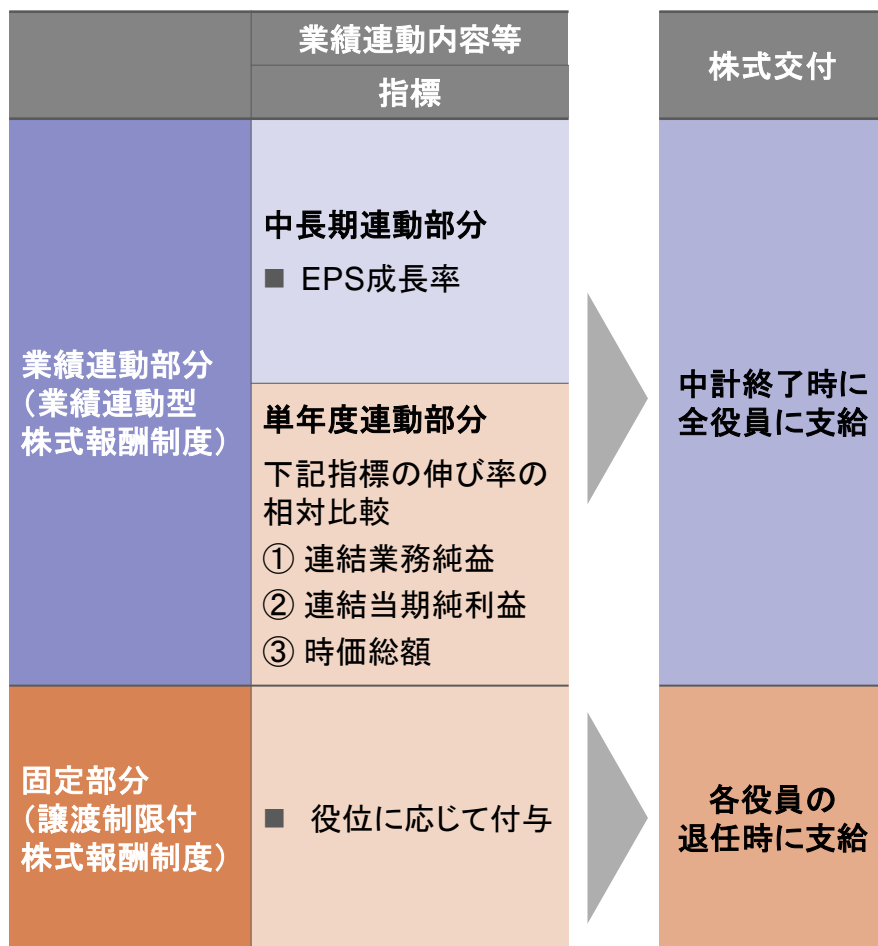 業績連動内容等
指標
株式交付
業績連動部分
（業績連動型
株式報酬制度）
中長期連動部分
■ EPS成長率
単年度連動部分
下記指標の伸び率の
相対比較
① 連結業務純益
② 連結当期純利益
③ 時価総額
中計終了時に
全役員に支給
固定部分
（譲渡制限付
株式報酬制度）
■ 役位に応じて付与
各役員の
退任時に支給